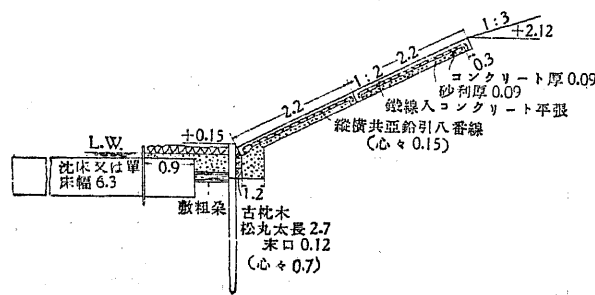 1:3
+2.12
2.2
1:2
2.2
0.3
コンクリート厚 0.09
砂利厚 0.09
鐵線入コンクリート平張
縱橫共亜鉛引八番線
(心々 0.15)
+0.15
L.W.
沈床又は單
床幅 6.3
0.9
1.2
敷粗朶
古枕木
松丸太長 2.7
末口 0.12
(心々 0.7)